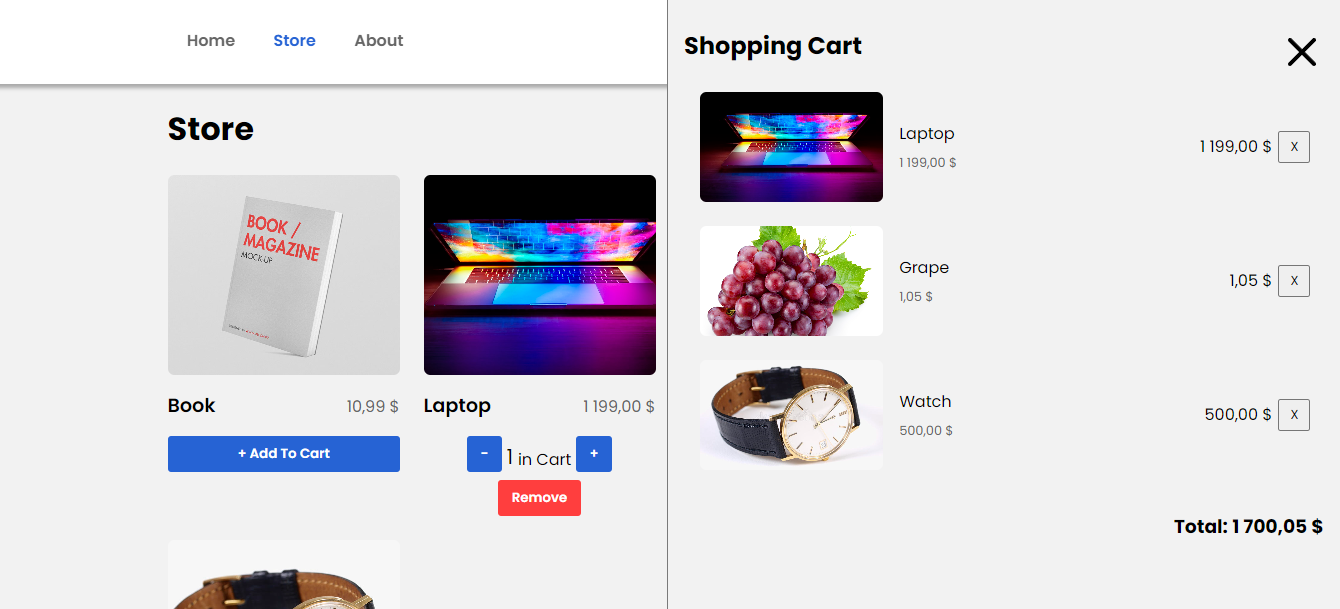 Home Store About
Store
BOOK /
MAGAZINE
MOCK UP
Book 10,99 $
+ Add To Cart
Laptop 1 199,00 $
- 1 in Cart +
Remove
Shopping Cart
Laptop
1 199,00 $
1 199,00 $ X
Grape
1,05 $
1,05 $ X
Watch
500,00 $
500,00 $ X
Total: 1 700,05 $